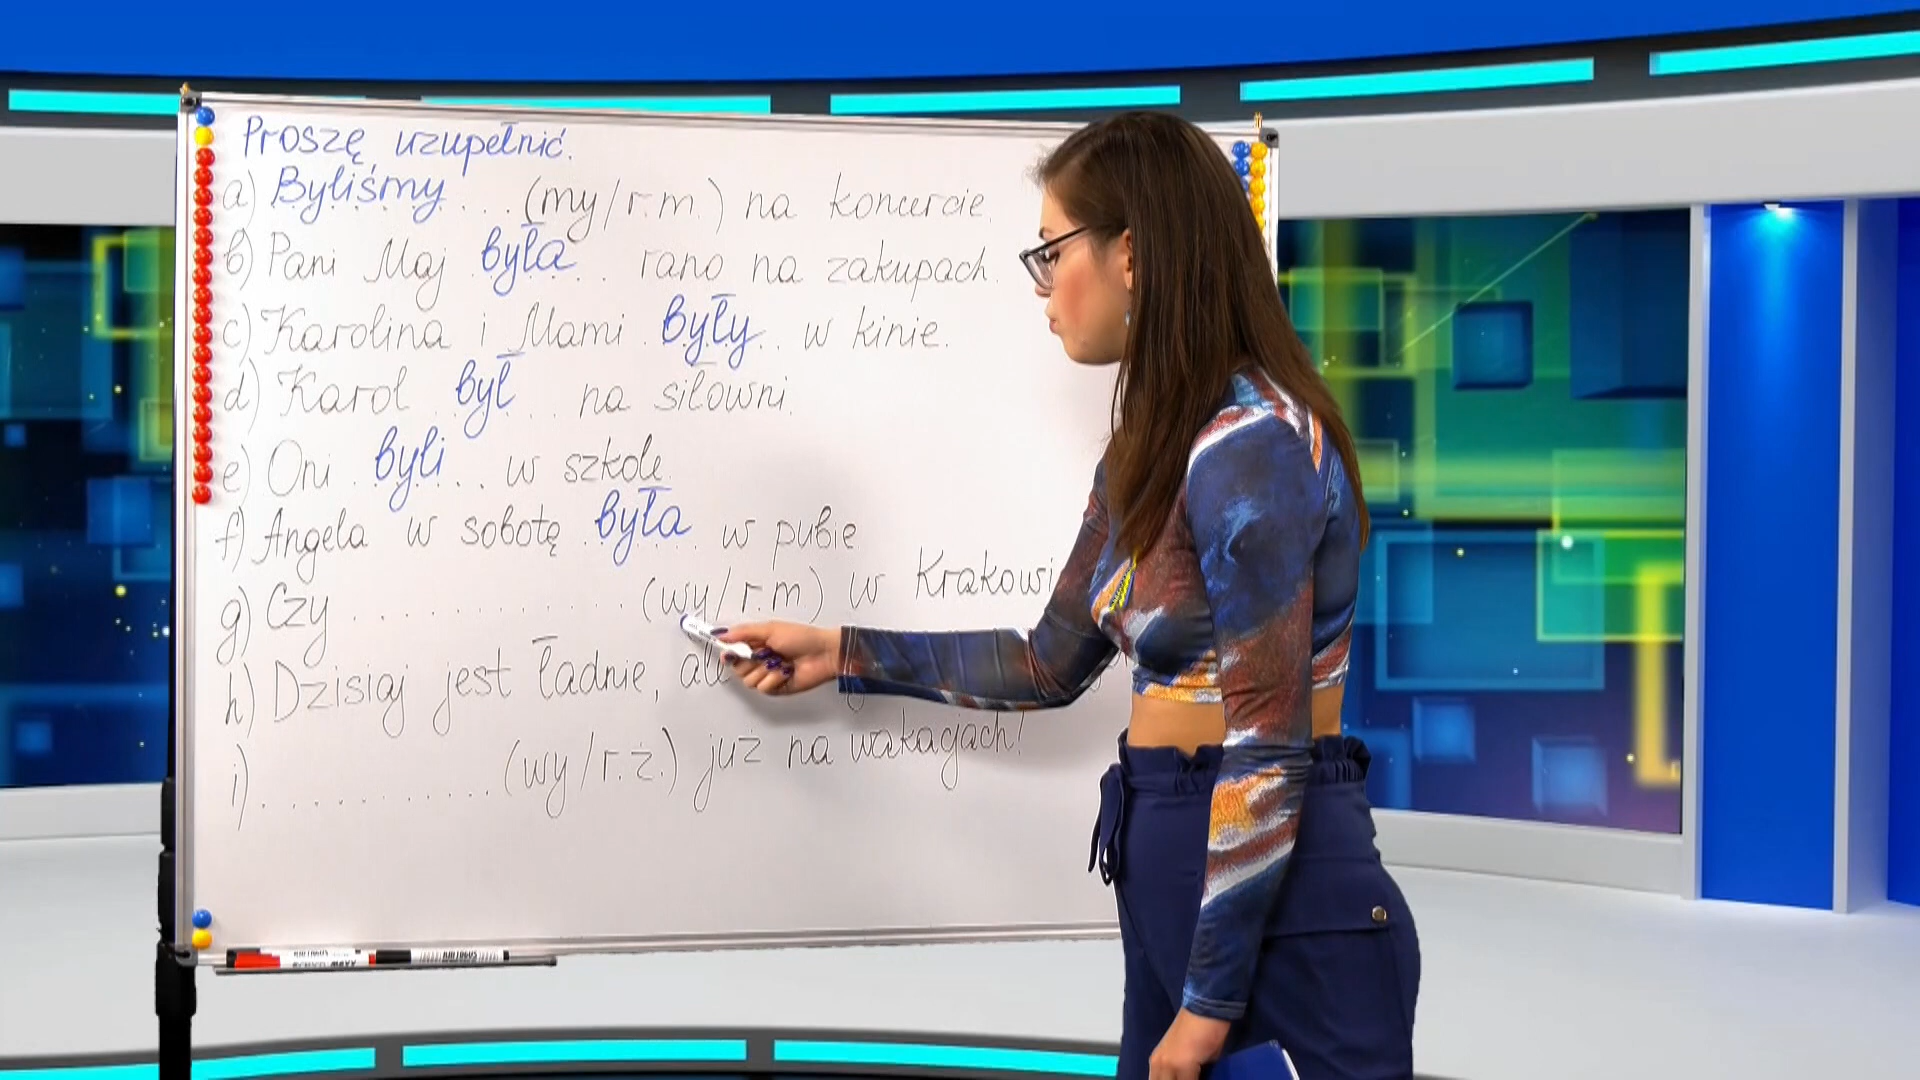 Proszę uzupełnić.
a) Byliśmy ... (my/r.m.) na koncercie.
b) Pani Maj była .. rano na zakupach.
c) Karolina i Mami . były .. w kinie.
d) Karol był ... na siłowni.
e) Oni . byli ... w szkole.
f) Angela w sobotę . była . w pubie
g) Czy .............. (wy/r.m.) w Krakowi
h) Dzisiaj jest ładnie,
i) ............ (wy/r.ż.) już na wakacjach!